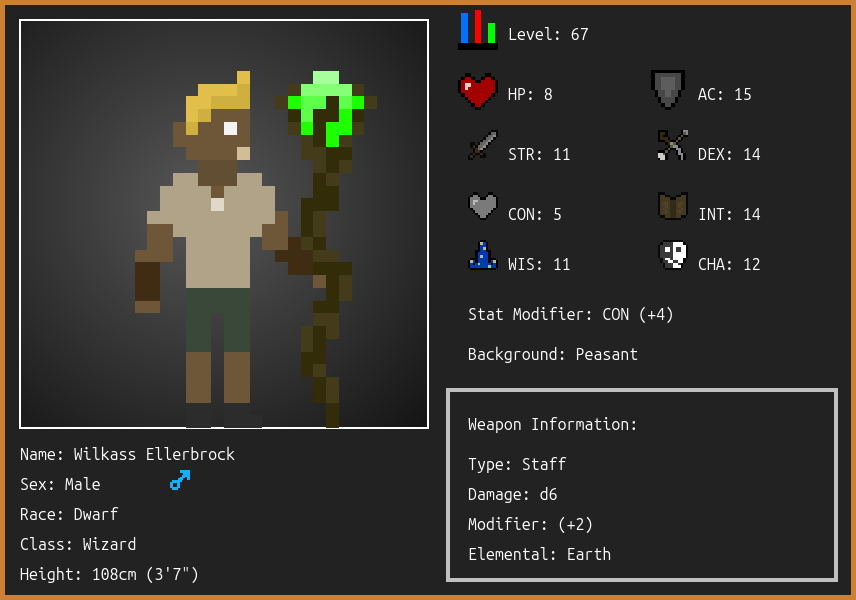 Level: 67
HP: 8
AC: 15
STR: 11
DEX: 14
CON: 5
INT: 14
WIS: 11
CHA: 12
Stat Modifier: CON (+4)
Background: Peasant
Weapon Information:
Type: Staff
Damage: d6
Modifier: (+2)
Elemental: Earth
Name: Wilkass Ellerbrock
Sex: Male
Race: Dwarf
Class: Wizard
Height: 108cm (3'7")